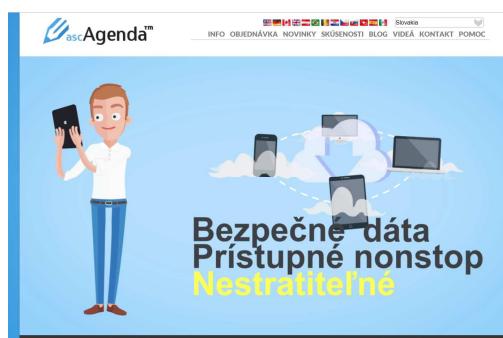 ascAgenda™
Slovakia
INFO OBJEDNÁVKA NOVINKY SKÚSENOSTI BLOG VIDEÁ KONTAKT POMOC
Bezpečné dáta
Prístupné nonstop
Nestratiteľné